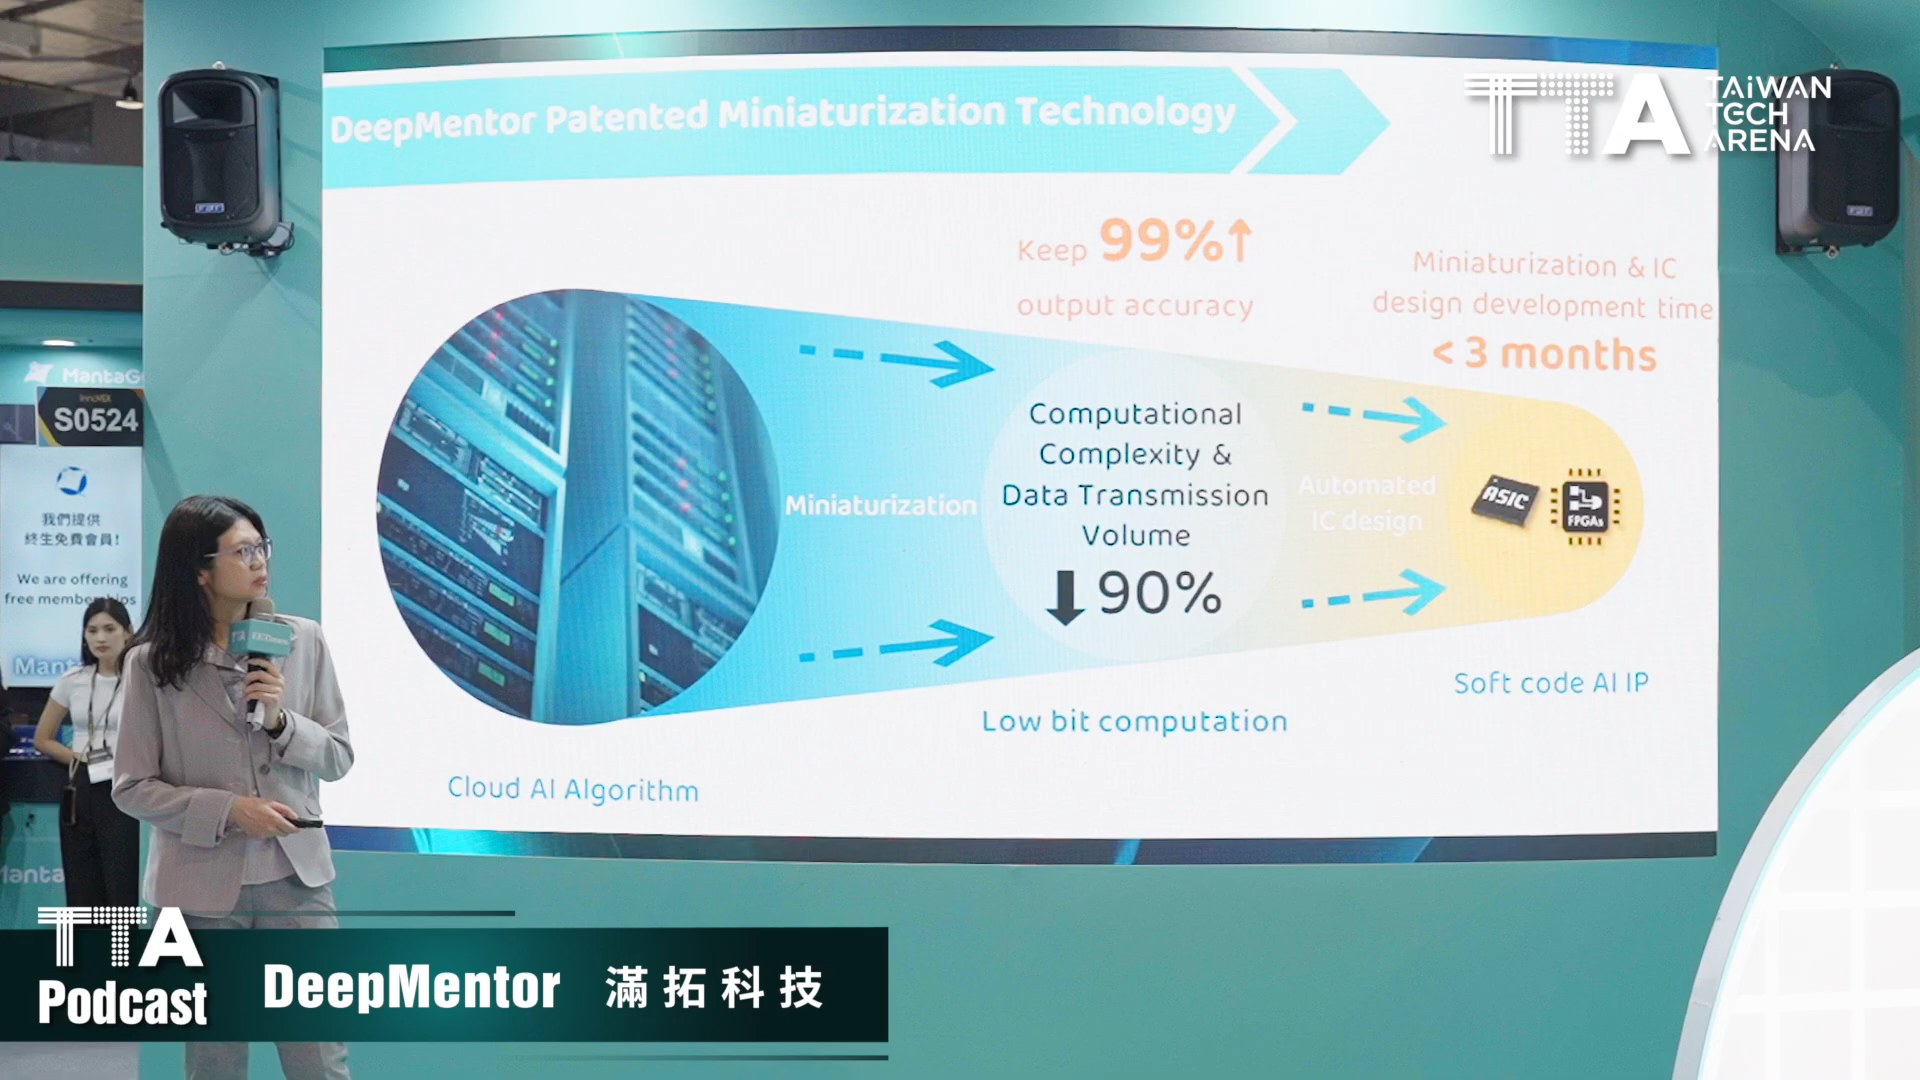 DeepMentor Patented Miniaturization Technology
TTA TAiWAN
TECH
ARENA
Keep 99%↑
output accuracy
Miniaturization & IC
design development time
< 3 months
Computational
Complexity &
Data Transmission
Volume
⬇90%
Miniaturization
Automated
IC design
ASIC
FPGAs
Soft code AI IP
Low bit computation
Cloud AI Algorithm
InnoVEX
S0524
我們提供
終生免費會員!
We are offering
TTA
Podcast
DeepMentor 滿拓科技